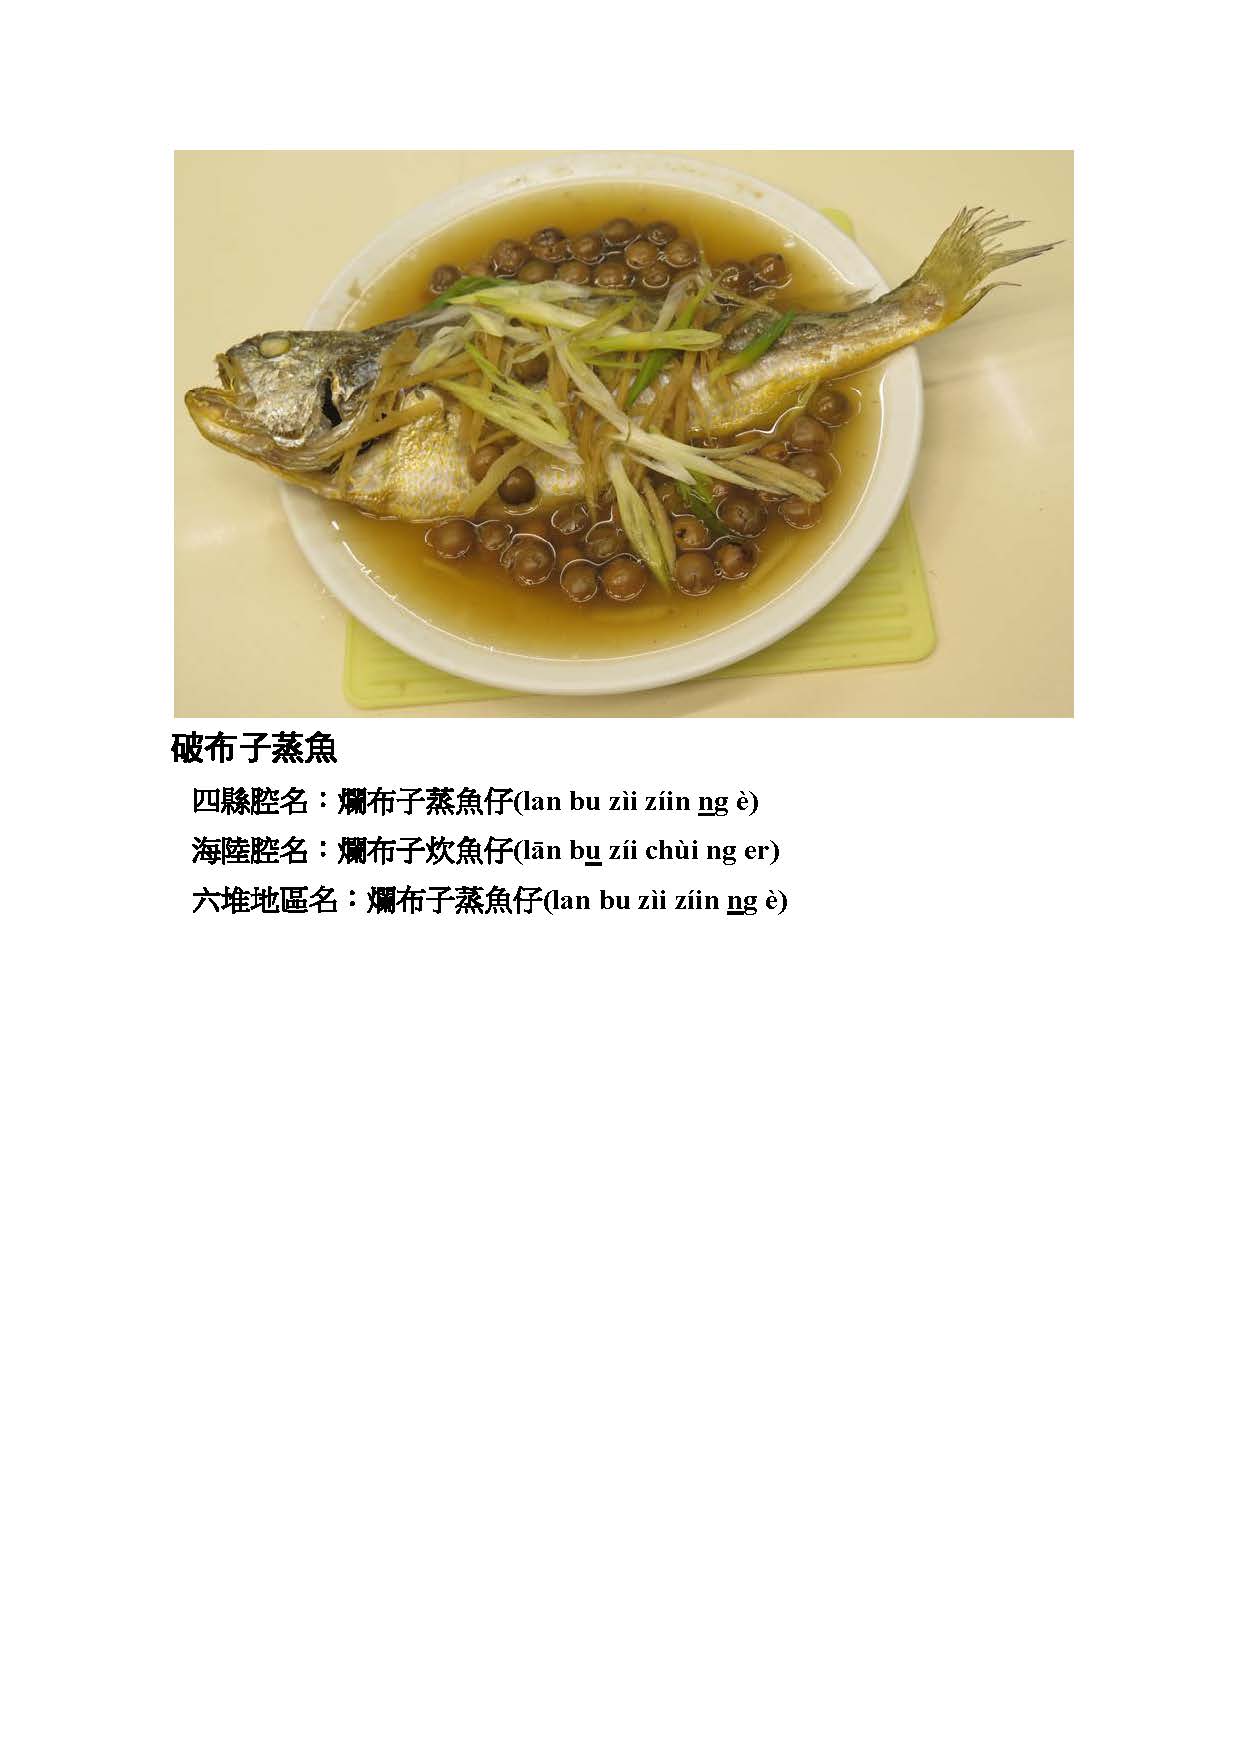 破布子蒸魚
四縣腔名：爛布子蒸魚仔(lan bu zìi zíin ng è)
海陸腔名：爛布子炊魚仔(lān bu zíi chùi ng er)
六堆地區名：爛布子蒸魚仔(lan bu zìi zíin ng è)